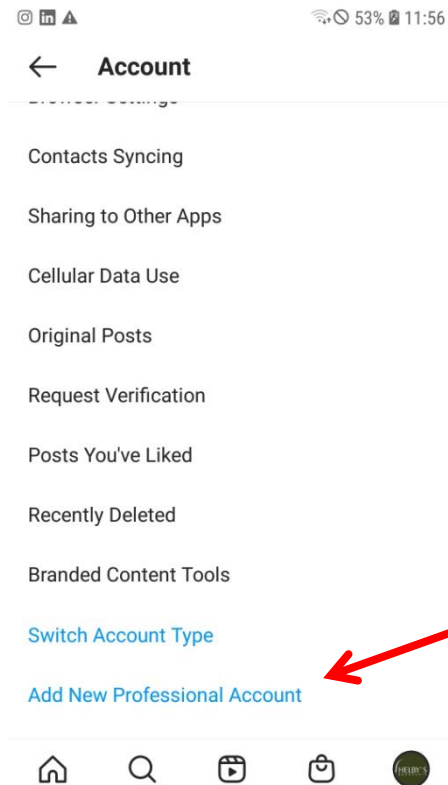 53% 11:56
Account
Contacts Syncing
Sharing to Other Apps
Cellular Data Use
Original Posts
Request Verification
Posts You've Liked
Recently Deleted
Branded Content Tools
Switch Account Type
Add New Professional Account